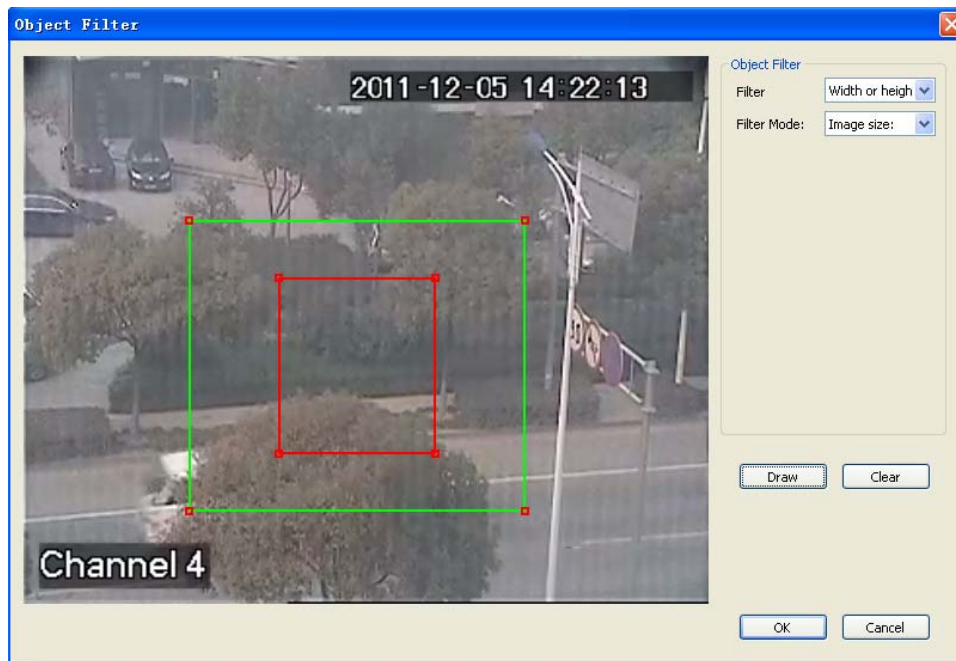 Object Filter
2011-12-05 14:22:13
Channel 4
Object Filter
Filter
Width or heigh
Filter Mode:
Image size:
Draw
Clear
OK
Cancel